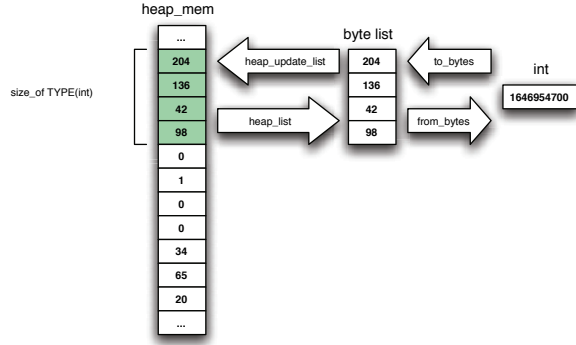 heap_mem
...
204
136
42
98
0
1
0
0
34
65
20
...
size_of TYPE(int)
heap_update_list
heap_list
byte list
204
136
42
98
to_bytes
from_bytes
int
1646954700